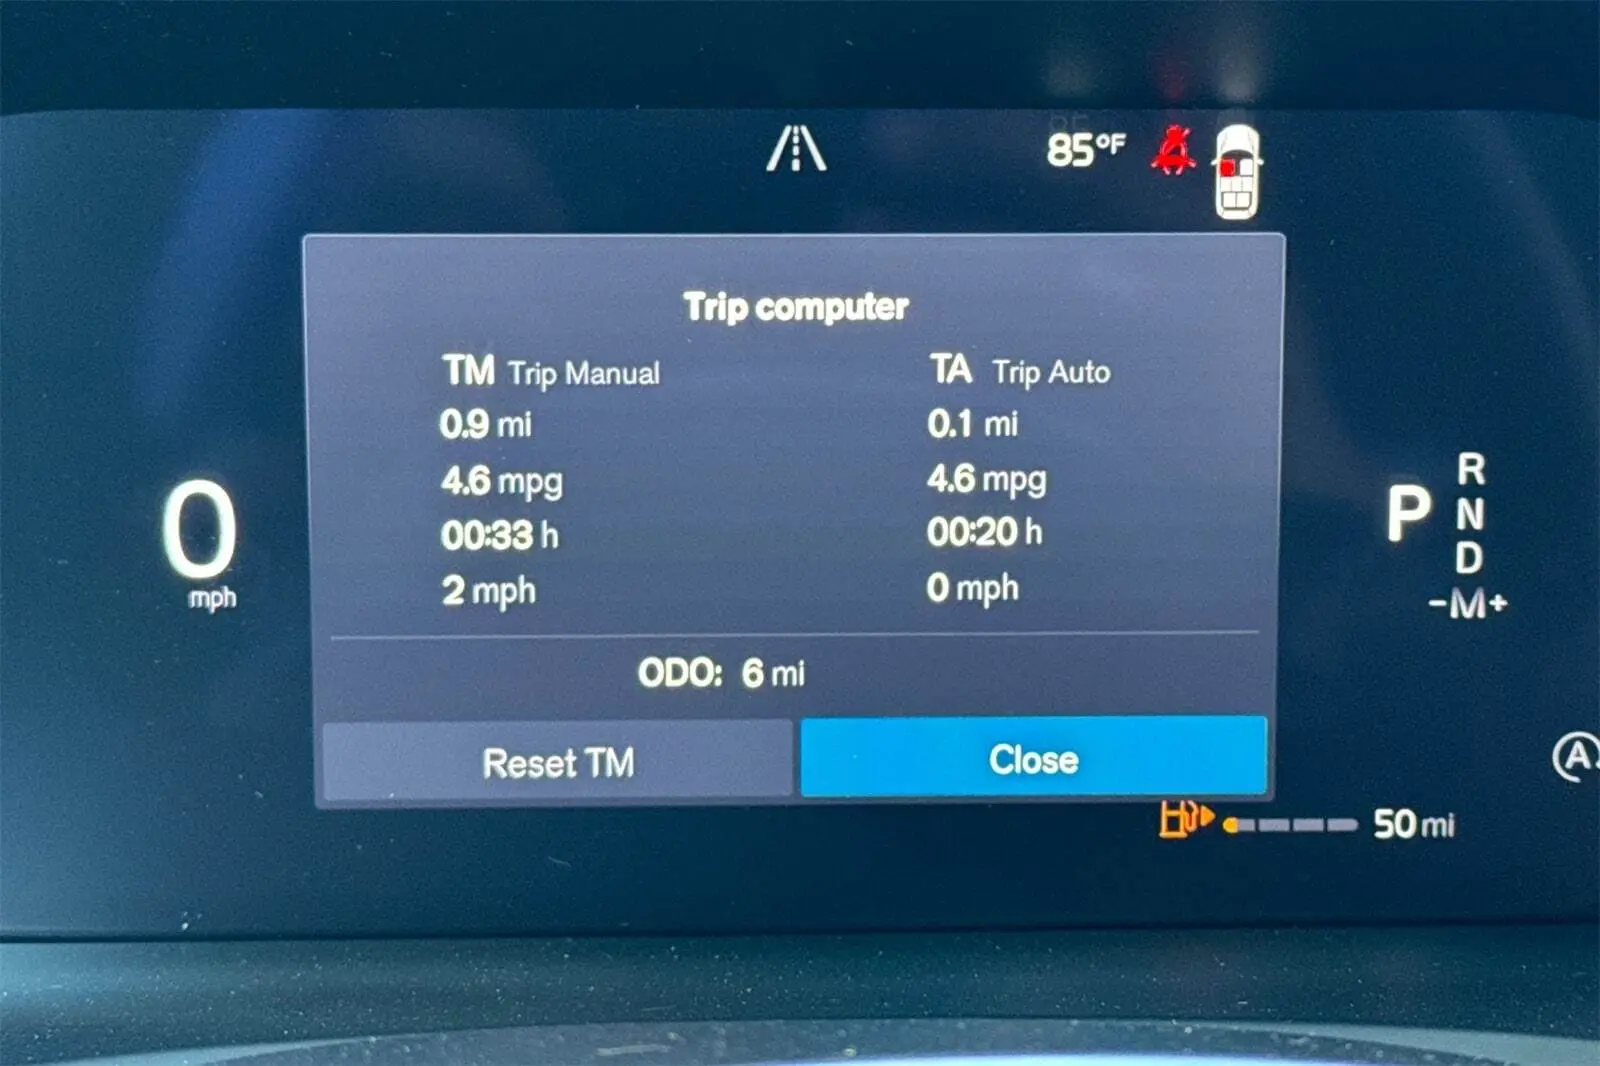 85°F
Trip computer
TM Trip Manual
0.9 mi
4.6 mpg
00:33 h
2 mph
TA Trip Auto
0.1 mi
4.6 mpg
00:20 h
0 mph
ODO: 6 mi
Reset TM
Close
0
mph
P
R
N
D
-M+
A
50 mi